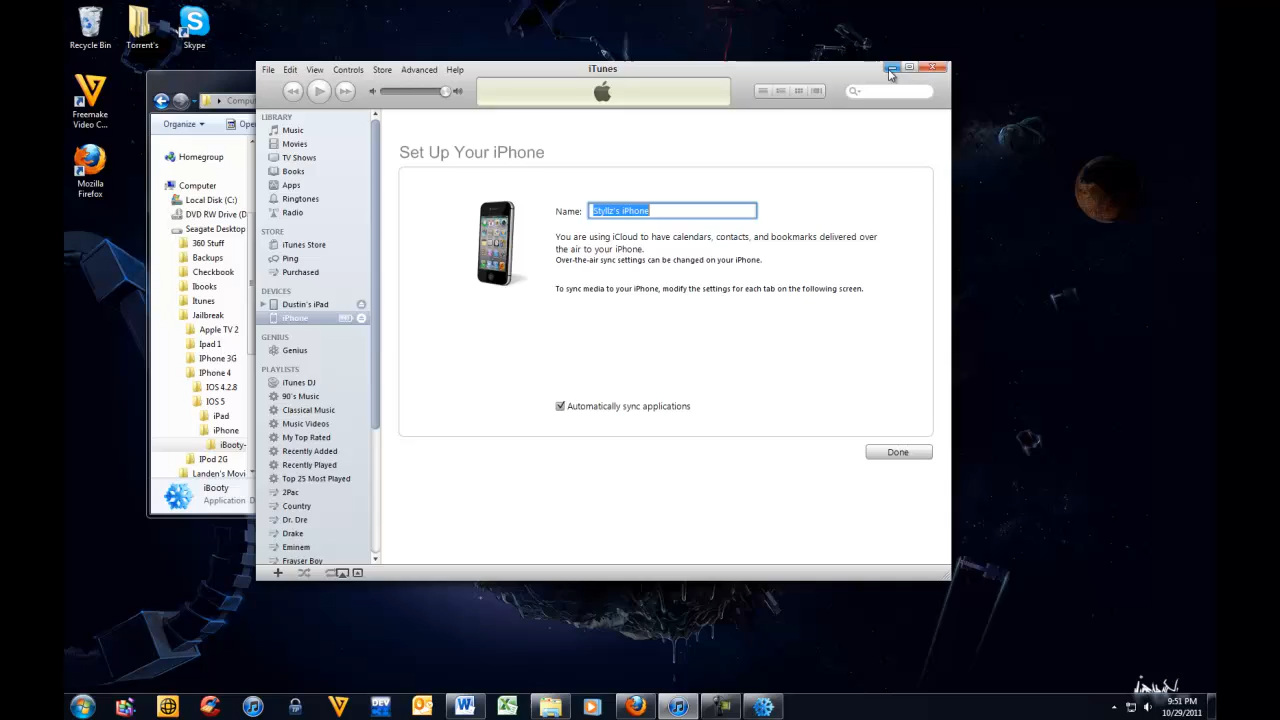 Recycle Bin
Torrent's
Skype
Freemake
Video C...
Mozilla
Firefox
Organize
Homegroup
Computer
Local Disk (C:)
DVD RW Drive (D
Seagate Desktop
360 Stuff
Backups
Checkbook
Ibooks
Itunes
Jailbreak
Apple TV 2
Ipad 1
IPhone 3G
IPhone 4
IOS 4.2.8
IOS 5
iPad
iPhone
iBooty-
IPod 2G
Landen's Movi
iBooty
Application
iTunes
File Edit View Controls Store Advanced Help
LIBRARY
Music
Movies
TV Shows
Books
Apps
Ringtones
Radio
STORE
iTunes Store
Ping
Purchased
DEVICES
Dustin's iPad
iPhone
GENIUS
Genius
PLAYLISTS
iTunes DJ
90's Music
Classical Music
Music Videos
My Top Rated
Recently Added
Recently Played
Top 25 Most Played
2Pac
Country
Dr. Dre
Drake
Eminem
Frayser Boy
Set Up Your iPhone
Name: Styllz's iPhone
You are using iCloud to have calendars, contacts, and bookmarks delivered over
the air to your iPhone.
Over-the-air sync settings can be changed on your iPhone.
To sync media to your iPhone, modify the settings for each tab on the following screen.
Automatically sync applications
Done
DEV
9:51 PM
10/29/2011